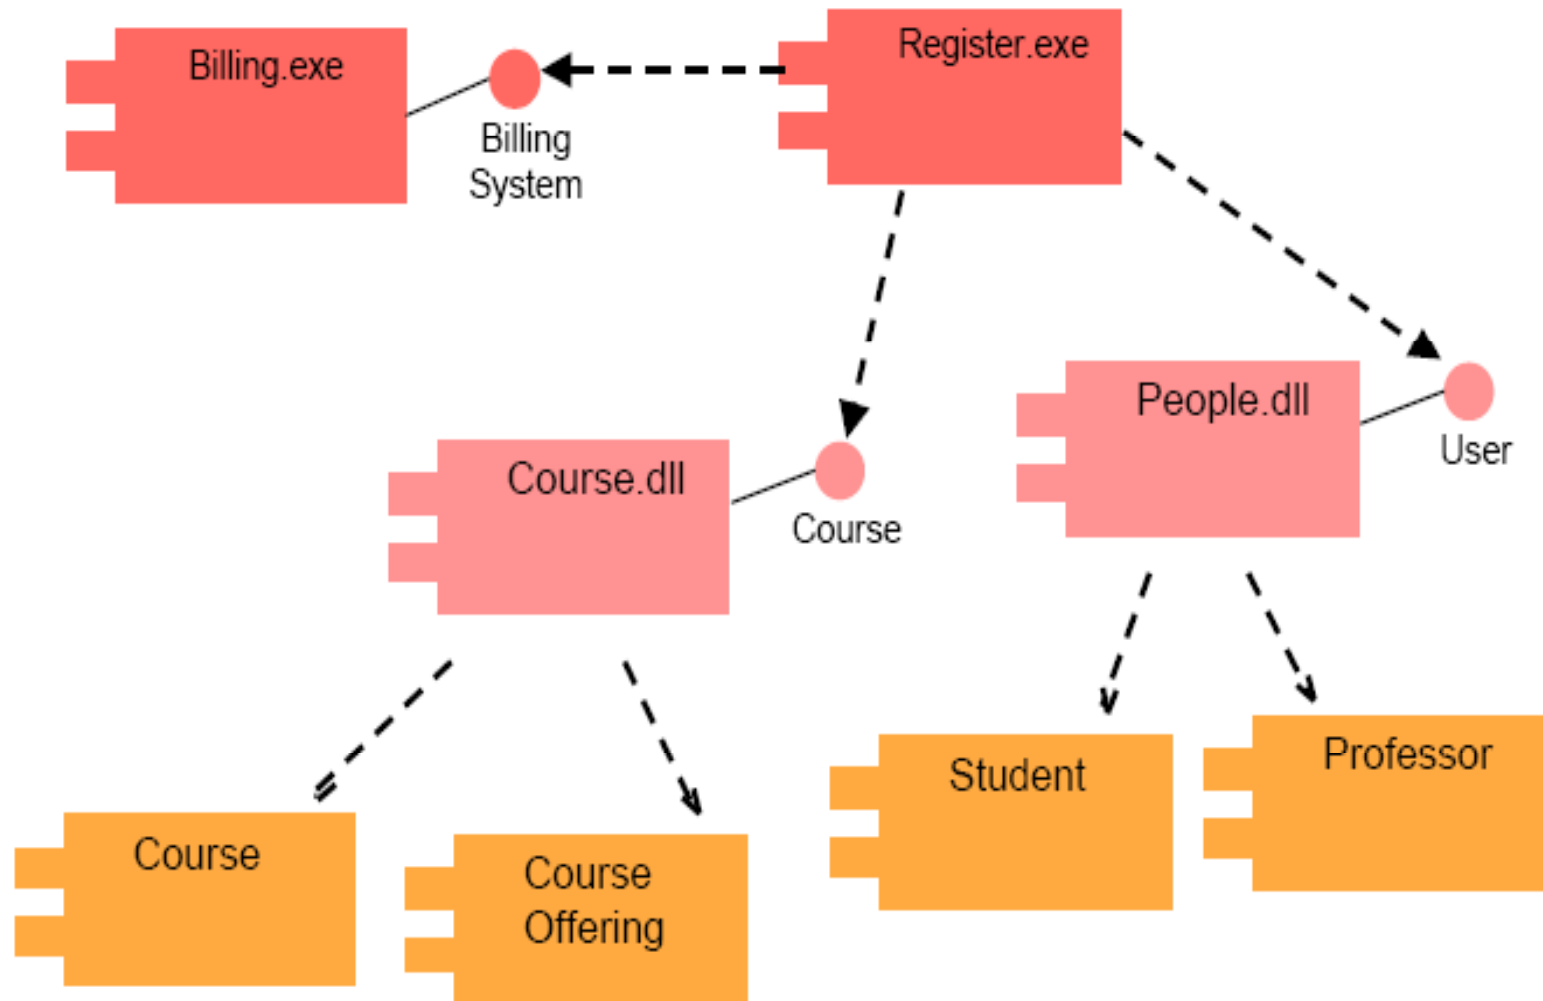 Register.exe
Billing.exe
Billing
System
People.dll
User
Course.dll
Course
Professor
Student
Course
Course
Offering